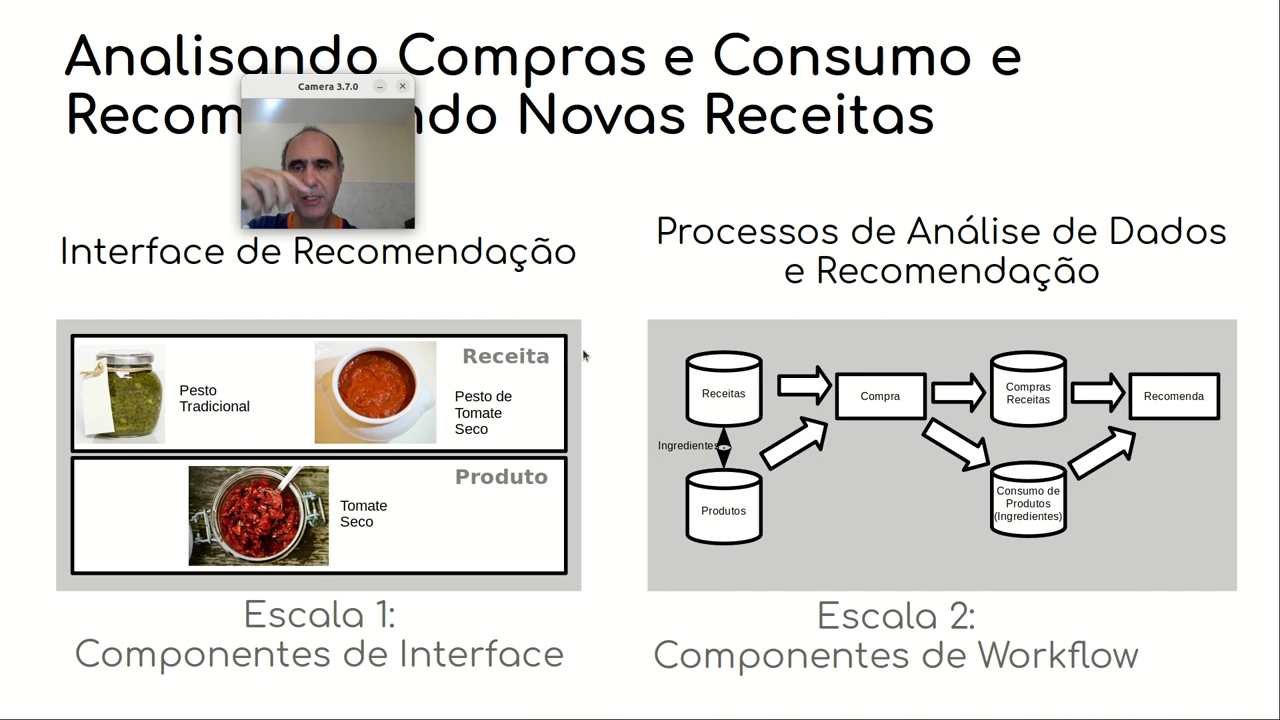 Analisando Compras e Consumo e
Recom ndo Novas Receitas
Camera 3.7.0
Interface de Recomendação
Processos de Análise de Dados
e Recomendação
Receita
Pesto
Tradicional
Pesto de
Tomate
Seco
Produto
Tomate
Seco
Receitas
Compra
Compras
Receitas
Recomenda
Ingredientes
Produtos
Consumo de
Produtos
(Ingredientes)
Escala 1:
Componentes de Interface
Escala 2:
Componentes de Workflow